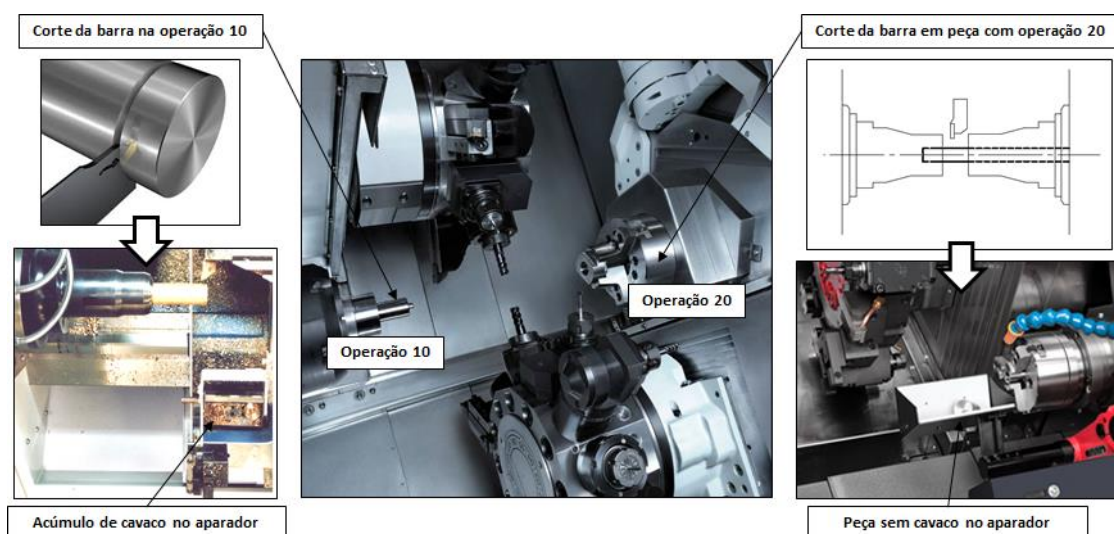 Corte da barra na operação 10
Corte da barra em peça com operação 20
Operação 10
Operação 20
Acúmulo de cavaco no aparador
Peça sem cavaco no aparador